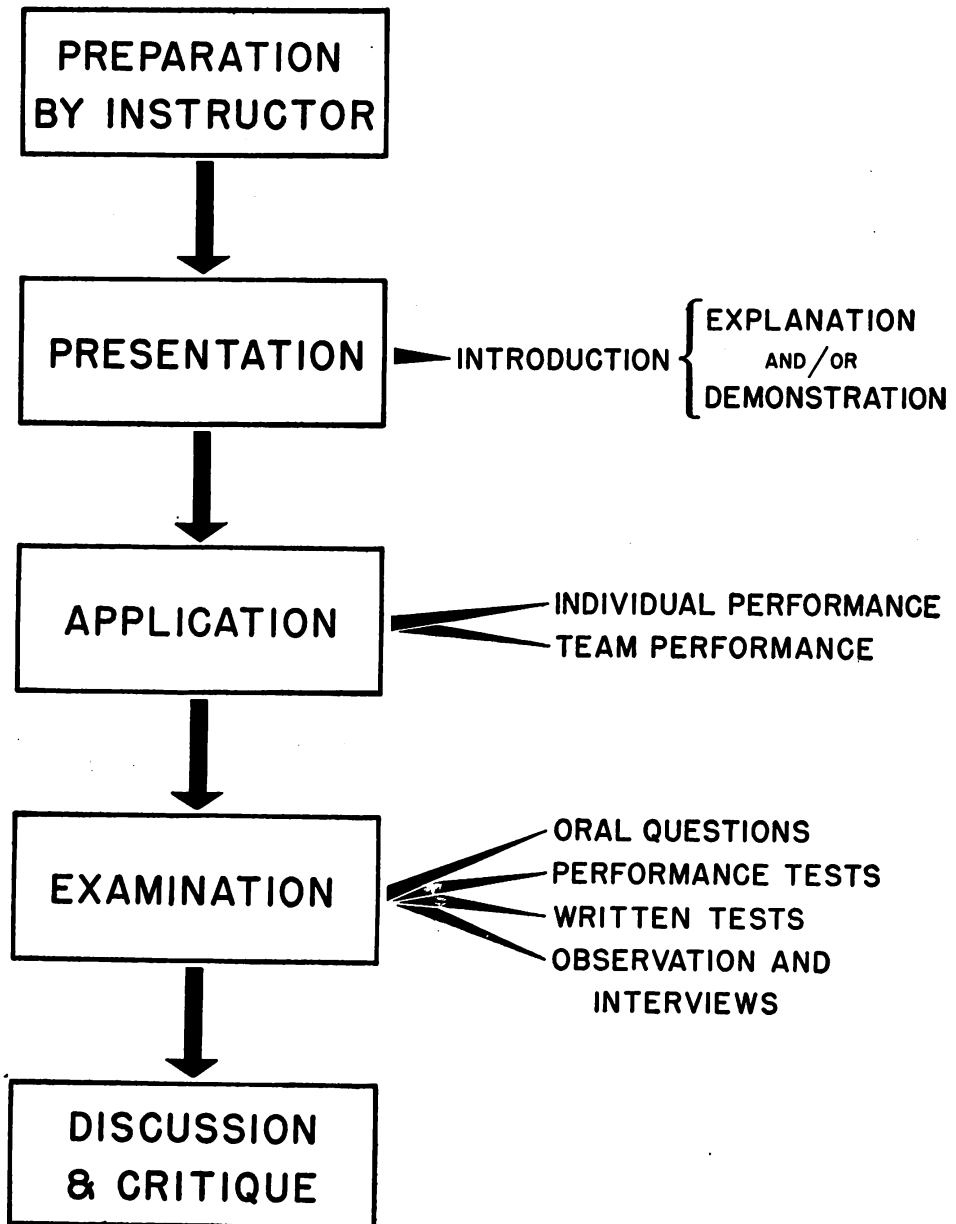 PREPARATION
BY INSTRUCTOR
PRESENTATION
INTRODUCTION
EXPLANATION
AND/OR
DEMONSTRATION
APPLICATION
INDIVIDUAL PERFORMANCE
TEAM PERFORMANCE
EXAMINATION
ORAL QUESTIONS
PERFORMANCE TESTS
WRITTEN TESTS
OBSERVATION AND
INTERVIEWS
DISCUSSION
& CRITIQUE